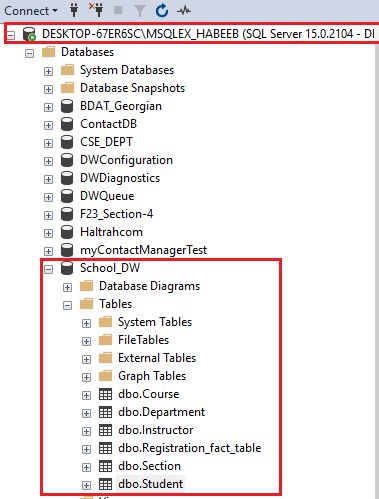 Connect
DESKTOP-67ER6SC\MSQLEX_HABEEB (SQL Server 15.0.2104 -
Databases
System Databases
Database Snapshots
BDAT_Georgian
ContactDB
CSE_DEPT
DWConfiguration
DWDiagnostics
DWQueue
F23_Section-4
Haltrahcom
myContactManagerTest
School_DW
Database Diagrams
Tables
System Tables
FileTables
External Tables
Graph Tables
dbo.Course
dbo.Department
dbo.Instructor
dbo.Registration_fact_table
dbo.Section
dbo.Student